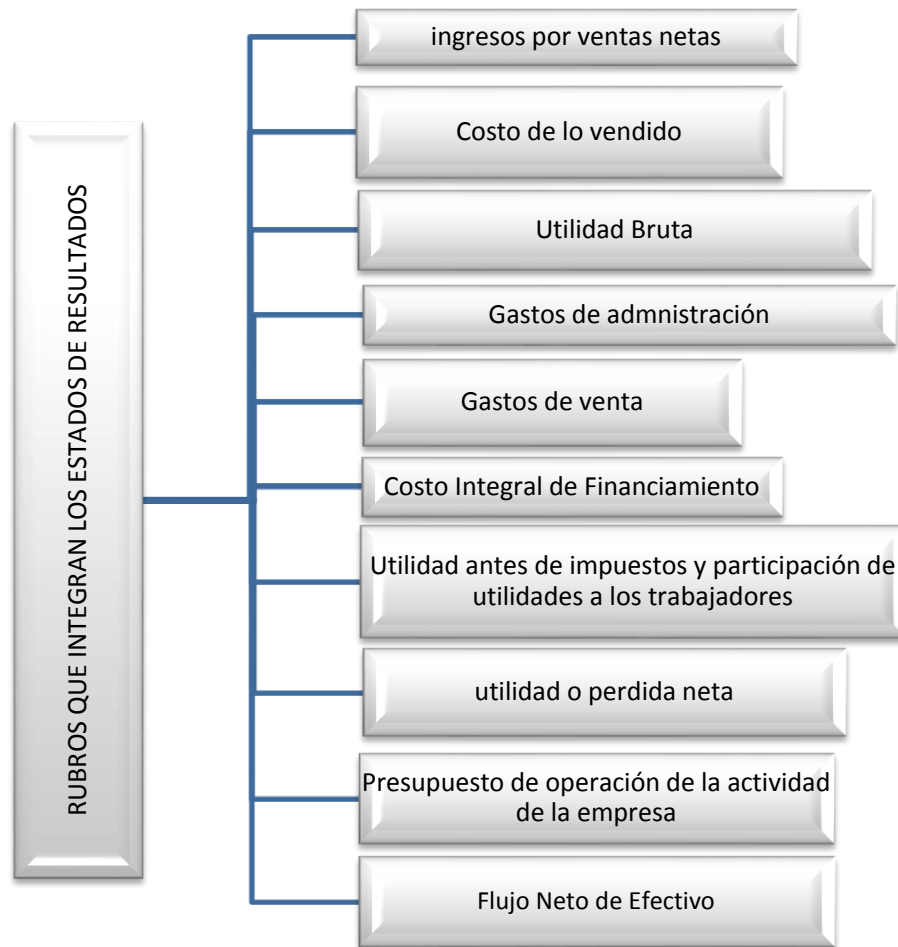 RUBROS QUE INTEGRAN LOS ESTADOS DE RESULTADOS
ingresos por ventas netas
Costo de lo vendido
Utilidad Bruta
Gastos de admnistración
Gastos de venta
Costo Integral de Financiamiento
Utilidad antes de impuestos y participación de
utilidades a los trabajadores
utilidad o perdida neta
Presupuesto de operación de la actividad
de la empresa
Flujo Neto de Efectivo